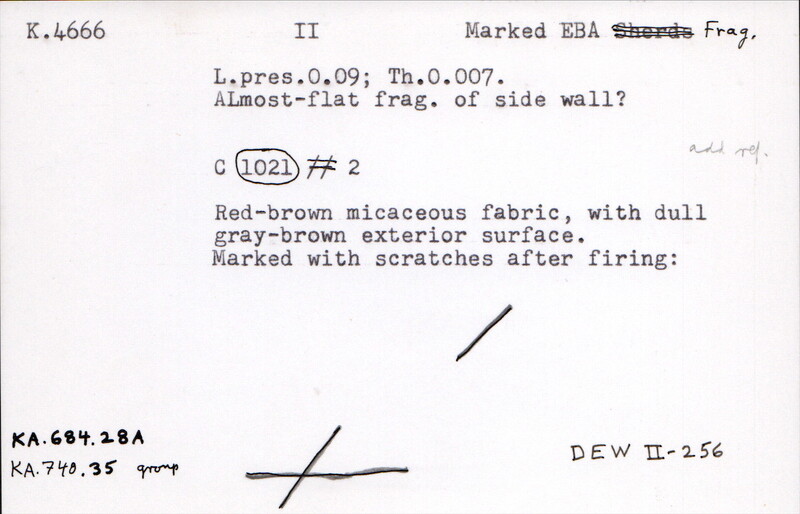 K.4666 II Marked EBA Sherds Frag.
L.pres.0.09; Th.0.007.
ALmost-flat frag. of side wall?
add ref.
C 1021 # 2
Red-brown micaceous fabric, with dull
gray-brown exterior surface.
Marked with scratches after firing:
KA.684.28A
KA.740.35 group
DEW II-256